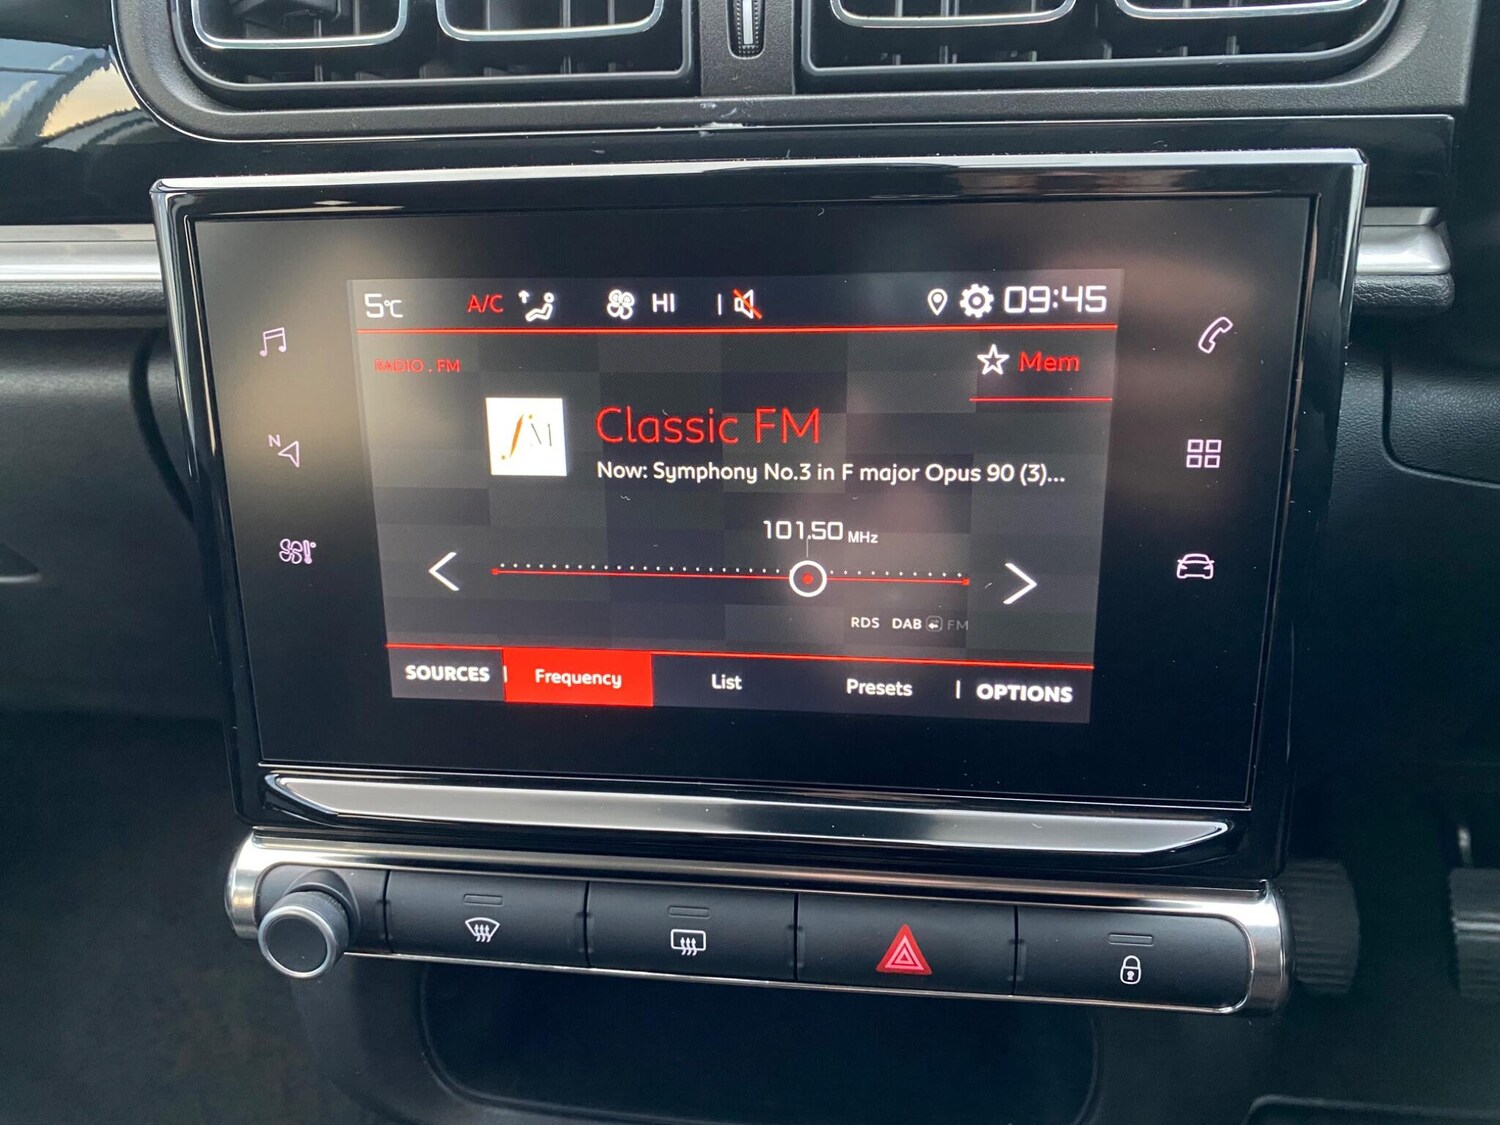 5°C A/C HI 09:45
RADIO . FM
Mem
fM
Classic FM
Now: Symphony No.3 in F major Opus 90 (3)...
101.50 MHz
N
RDS DAB FM
SOURCES Frequency List Presets OPTIONS